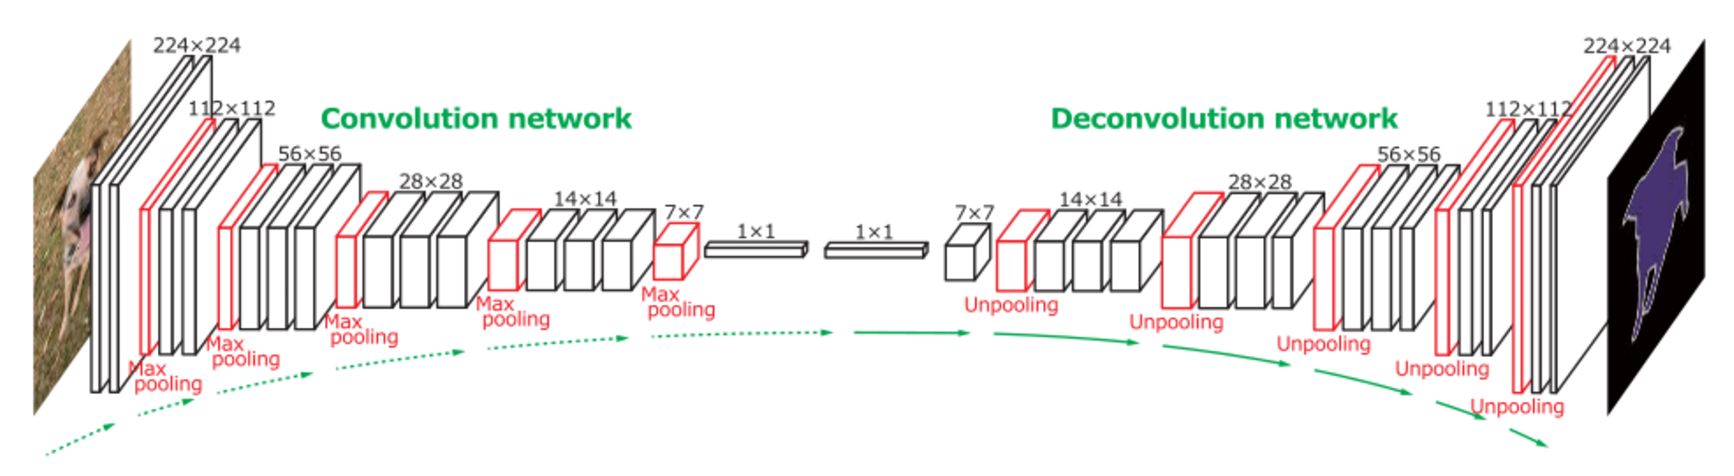 224×224
112×112
Convolution network
56×56
28×28
14×14
7×7
1×1
Max
pooling
Max
pooling
Max
pooling
Max
pooling
Max
pooling
Deconvolution network
1×1
7×7
14×14
28×28
56×56
112×112
224×224
Unpooling
Unpooling
Unpooling
Unpooling
Unpooling